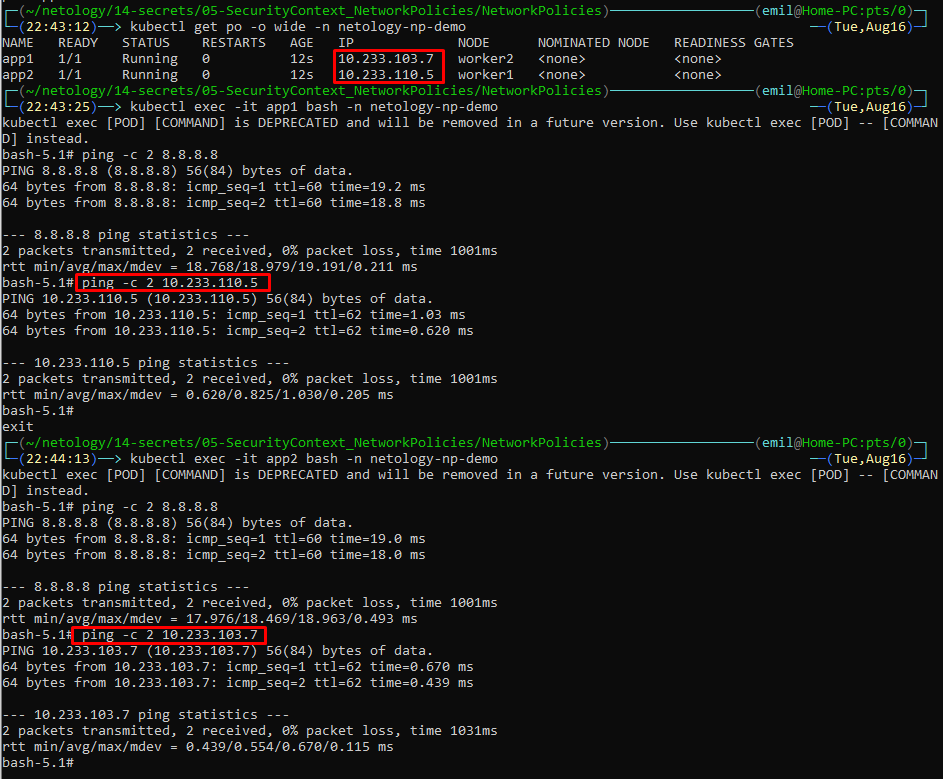 (~/netology/14-secrets/05-SecurityContext_NetworkPolicies/NetworkPolicies) (emil@Home-PC:pts/0)
(22:43:12)—> kubectl get po -o wide -n netology-np-demo (Tue,Aug16)
NAME READY STATUS RESTARTS AGE IP NODE NOMINATED NODE READINESS GATES
app1 1/1 Running 0 12s 10.233.103.7 worker2 <none> <none>
app2 1/1 Running 0 12s 10.233.110.5 worker1 <none> <none>
(~/netology/14-secrets/05-SecurityContext_NetworkPolicies/NetworkPolicies) (emil@Home-PC:pts/0)
(22:43:25)—> kubectl exec -it app1 bash -n netology-np-demo (Tue,Aug16)
kubectl exec [POD] [COMMAND] is DEPRECATED and will be removed in a future version. Use kubectl exec [POD] -- [COMMAN
D] instead.
bash-5.1# ping -c 2 8.8.8.8
PING 8.8.8.8 (8.8.8.8) 56(84) bytes of data.
64 bytes from 8.8.8.8: icmp_seq=1 ttl=60 time=19.2 ms
64 bytes from 8.8.8.8: icmp_seq=2 ttl=60 time=18.8 ms
--- 8.8.8.8 ping statistics ---
2 packets transmitted, 2 received, 0% packet loss, time 1001ms
rtt min/avg/max/mdev = 18.768/18.979/19.191/0.211 ms
bash-5.1# ping -c 2 10.233.110.5
PING 10.233.110.5 (10.233.110.5) 56(84) bytes of data.
64 bytes from 10.233.110.5: icmp_seq=1 ttl=62 time=1.03 ms
64 bytes from 10.233.110.5: icmp_seq=2 ttl=62 time=0.620 ms
--- 10.233.110.5 ping statistics ---
2 packets transmitted, 2 received, 0% packet loss, time 1001ms
rtt min/avg/max/mdev = 0.620/0.825/1.030/0.205 ms
bash-5.1#
exit
(~/netology/14-secrets/05-SecurityContext_NetworkPolicies/NetworkPolicies) (emil@Home-PC:pts/0)
(22:44:13)—> kubectl exec -it app2 bash -n netology-np-demo (Tue,Aug16)
kubectl exec [POD] [COMMAND] is DEPRECATED and will be removed in a future version. Use kubectl exec [POD] -- [COMMAN
D] instead.
bash-5.1# ping -c 2 8.8.8.8
PING 8.8.8.8 (8.8.8.8) 56(84) bytes of data.
64 bytes from 8.8.8.8: icmp_seq=1 ttl=60 time=19.0 ms
64 bytes from 8.8.8.8: icmp_seq=2 ttl=60 time=18.0 ms
--- 8.8.8.8 ping statistics ---
2 packets transmitted, 2 received, 0% packet loss, time 1001ms
rtt min/avg/max/mdev = 17.976/18.469/18.963/0.493 ms
bash-5.1# ping -c 2 10.233.103.7
PING 10.233.103.7 (10.233.103.7) 56(84) bytes of data.
64 bytes from 10.233.103.7: icmp_seq=1 ttl=62 time=0.670 ms
64 bytes from 10.233.103.7: icmp_seq=2 ttl=62 time=0.439 ms
--- 10.233.103.7 ping statistics ---
2 packets transmitted, 2 received, 0% packet loss, time 1031ms
rtt min/avg/max/mdev = 0.439/0.554/0.670/0.115 ms
bash-5.1#